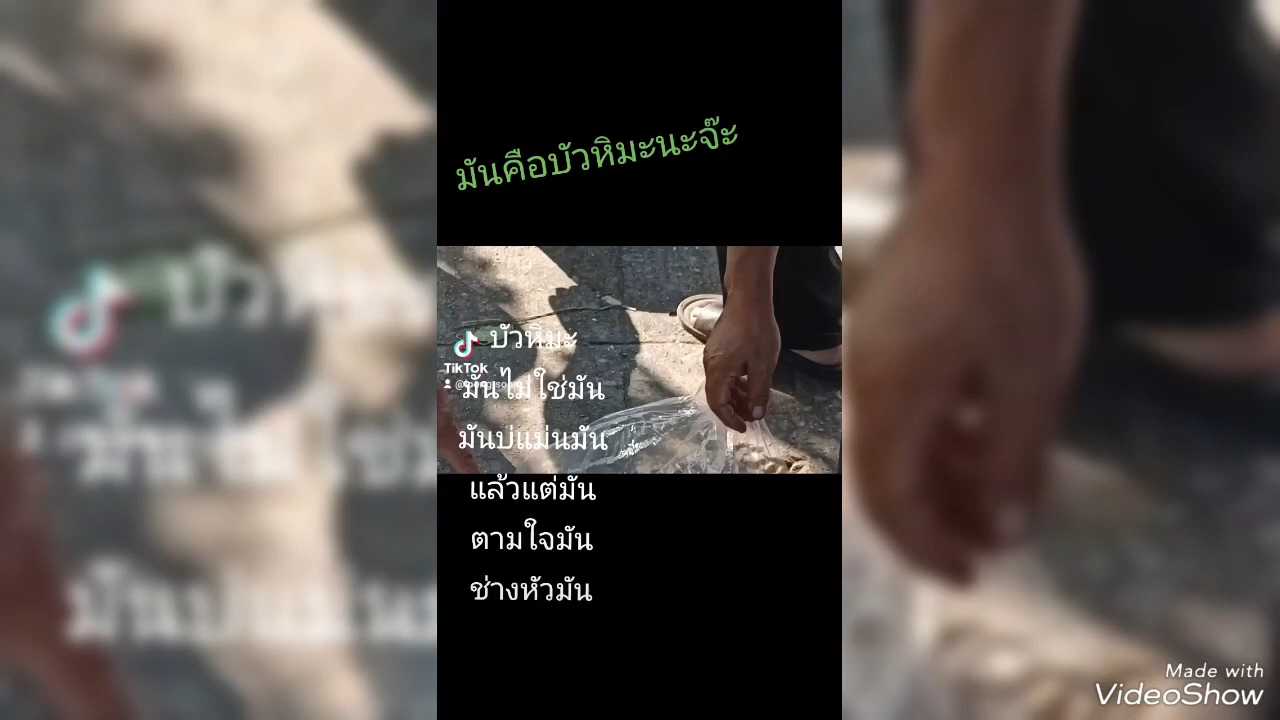 มันคือบัวหิมะนะจ๊ะ
บัวหิมะ
TikTok
มันไม่ใช่มัน
มันบ่แม่นมัน
แล้วแต่มัน
ตามใจมัน
ช่างหัวมัน
Made with
VideoShow